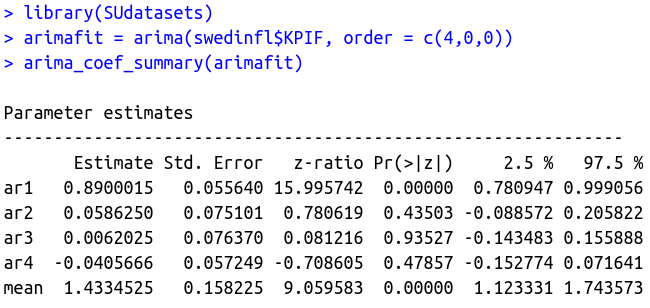 > library(SUdatasets)
> arimafit = arima(swedinfl$KPIF, order = c(4,0,0))
> arima_coef_summary(arimafit)
Parameter estimates
-------------------------------------------------------------
Estimate Std. Error z-ratio Pr(>|z|) 2.5 % 97.5 %
ar1 0.8900015 0.055640 15.995742 0.00000 0.780947 0.999056
ar2 0.0586250 0.075101 0.780619 0.43503 -0.088572 0.205822
ar3 0.0062025 0.076370 0.081216 0.93527 -0.143483 0.155888
ar4 -0.0405666 0.057249 -0.708605 0.47857 -0.152774 0.071641
mean 1.4334525 0.158225 9.059583 0.00000 1.123331 1.743573